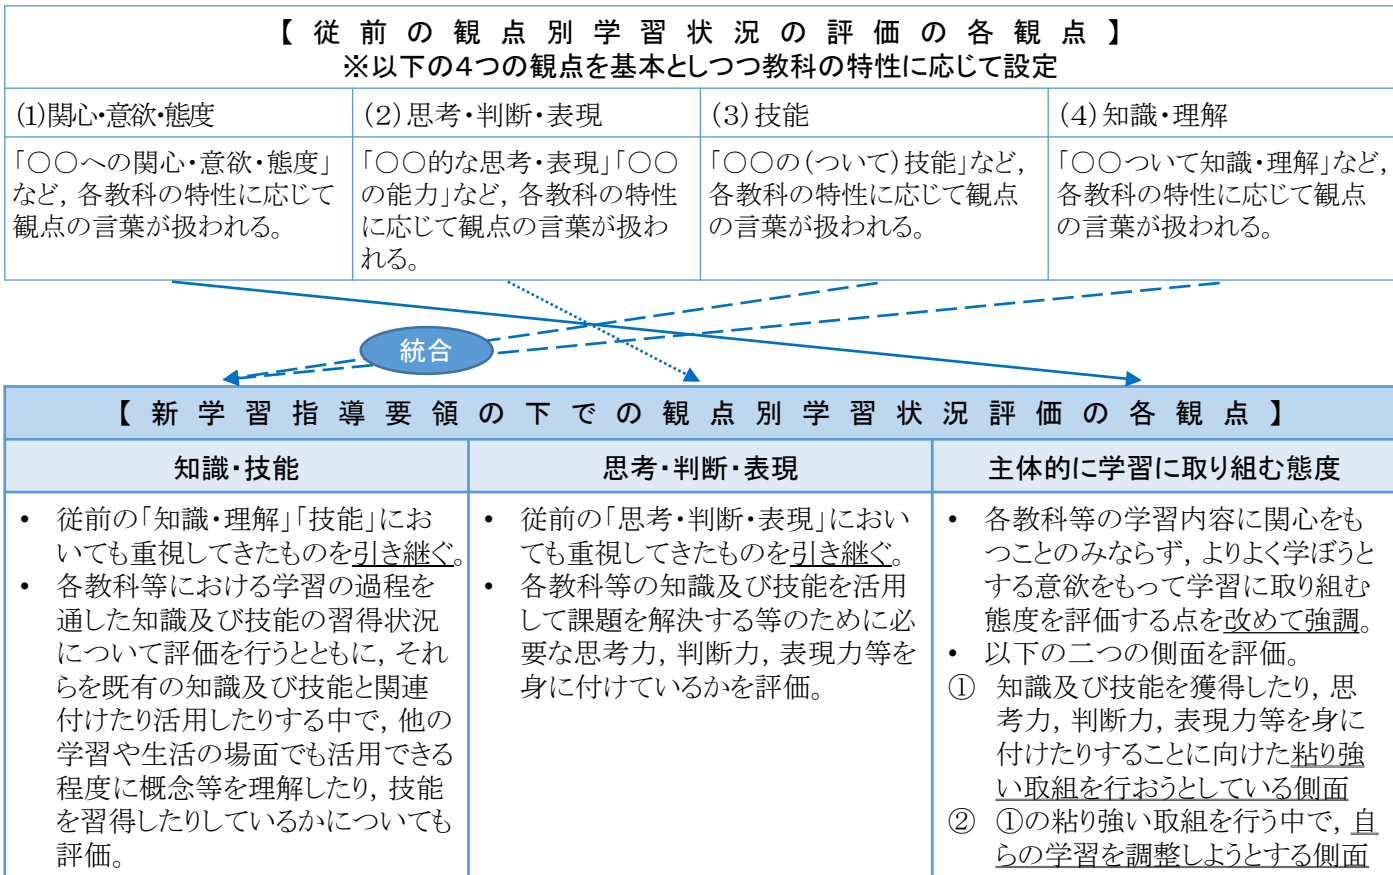 【従前の観点別学習状況の評価の各観点】
※以下の4つの観点を基本としつつ教科の特性に応じて設定
(1)関心・意欲・態度
「〇〇への関心・意欲・態度」
など，各教科の特性に応じて
観点の言葉が扱われる。
(2)思考・判断・表現
「〇〇的な思考・表現」「〇〇
の能力」など，各教科の特性
に応じて観点の言葉が扱わ
れる。
(3)技能
「〇〇の(ついて)技能」など，
各教科の特性に応じて観点
の言葉が扱われる。
(4)知識・理解
「〇〇ついて知識・理解」など，
各教科の特性に応じて観点
の言葉が扱われる。
統合
【新学習指導要領の下での観点別学習状況評価の各観点】
知識・技能
• 従前の「知識・理解」「技能」にお
いても重視してきたものを引き継ぐ。
• 各教科等における学習の過程を
通した知識及び技能の習得状況
について評価を行うとともに，それ
らを既有の知識及び技能と関連
付けたり活用したりする中で，他の
学習や生活の場面でも活用できる
程度に概念等を理解したり，技能
を習得したりしているかについても
評価。
思考・判断・表現
• 従前の「思考・判断・表現」におい
ても重視してきたものを引き継ぐ。
• 各教科等の知識及び技能を活用
して課題を解決する等のために必
要な思考力，判断力，表現力等を
身に付けているかを評価。
主体的に学習に取り組む態度
• 各教科等の学習内容に関心をも
つことのみならず，よりよく学ぼうと
する意欲をもって学習に取り組む
態度を評価する点を改めて強調。
• 以下の二つの側面を評価。
① 知識及び技能を獲得したり，思
考力，判断力，表現力等を身に
付けたりすることに向けた粘り強
い取組を行おうとしている側面
② ①の粘り強い取組を行う中で，自
らの学習を調整しようとする側面